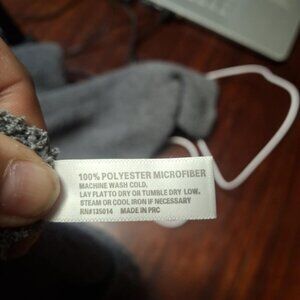 100% POLYESTER MICROFIBER
MACHINE WASH COLD.
LAY FLAT TO DRY OR TUMBLE DRY LOW.
STEAM OR COOL IRON IF NECESSARY
RN#135014 MADE IN PRC